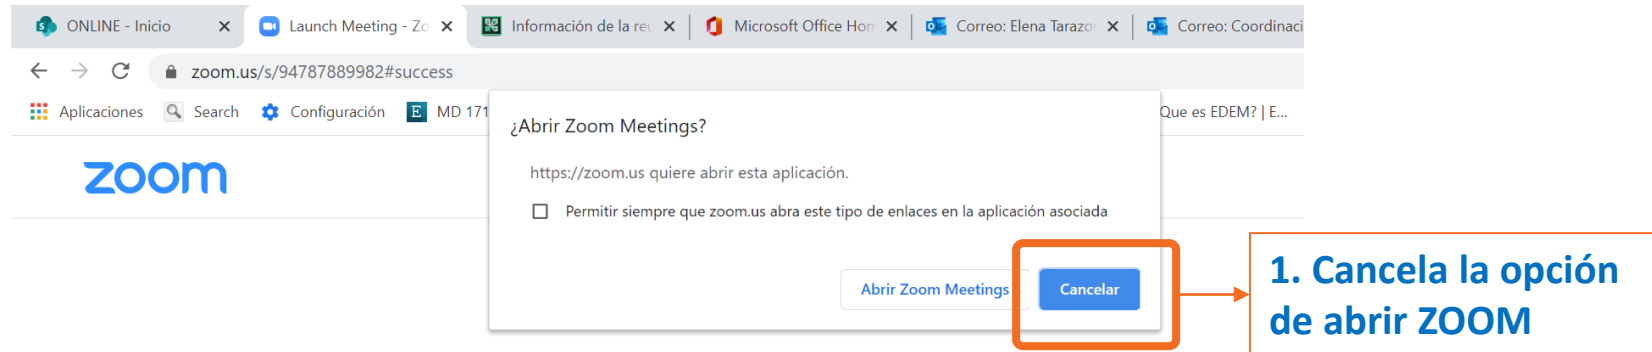 ONLINE - Inicio
Launch Meeting - Zo
Información de la reu
Microsoft Office Hom
Correo: Elena Tarazo
Correo: Coordinaci
zoom.us/s/94787889982#success
Aplicaciones
Search
Configuración
MD 171
Que es EDEM? | E...
¿Abrir Zoom Meetings?
zoom
https://zoom.us quiere abrir esta aplicación.
Permitir siempre que zoom.us abra este tipo de enlaces en la aplicación asociada
Abrir Zoom Meetings
Cancelar
1. Cancela la opción
de abrir ZOOM